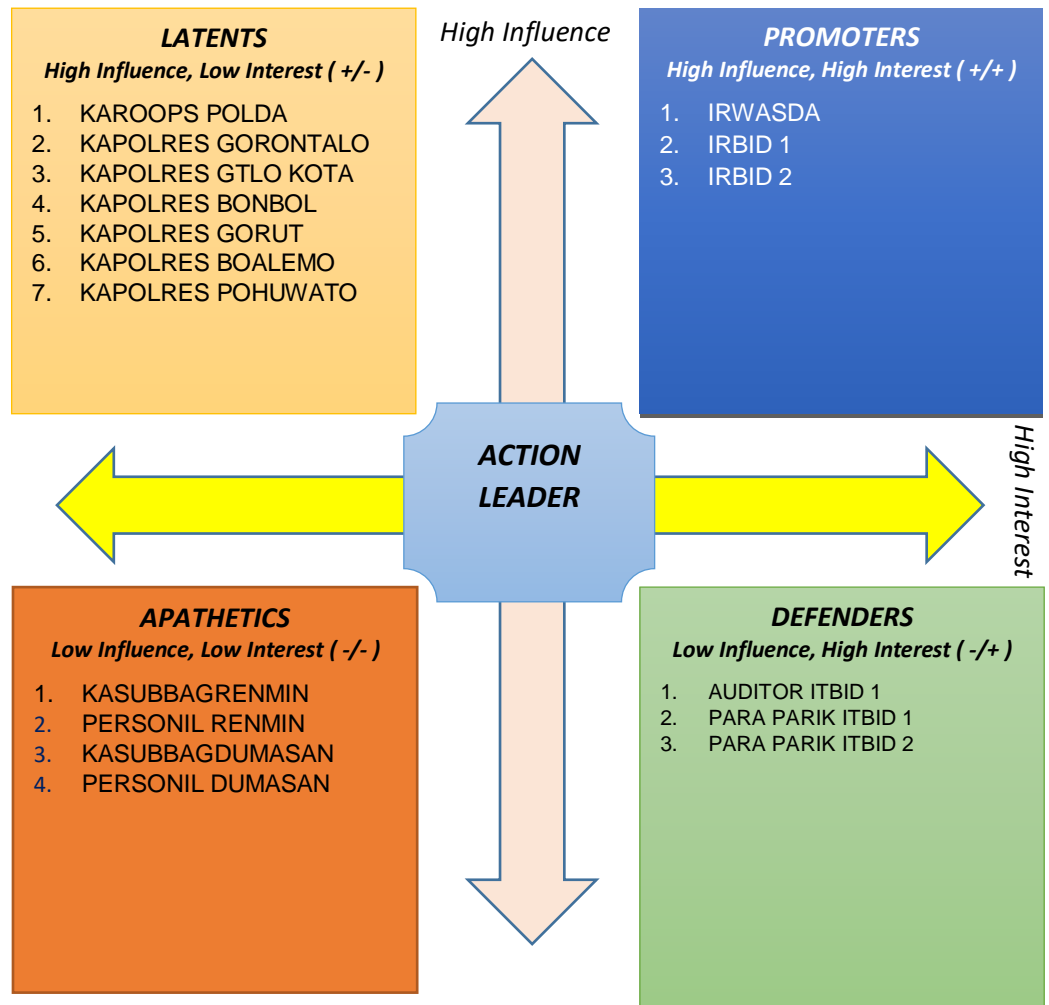 LATENTS
High Influence, Low Interest ( +/- )
1. KAROOPS POLDA
2. KAPOLRES GORONTALO
3. KAPOLRES GTLO KOTA
4. KAPOLRES BONBOL
5. KAPOLRES GORUT
6. KAPOLRES BOALEMO
7. KAPOLRES POHUWATO
High Influence
PROMOTERS
High Influence, High Interest ( +/+ )
1. IRWASDA
2. IRBID 1
3. IRBID 2
ACTION
LEADER
High Interest
APATHETICS
Low Influence, Low Interest ( -/- )
1. KASUBBAGRENMIN
2. PERSONIL RENMIN
3. KASUBBAGDUMASAN
4. PERSONIL DUMASAN
DEFENDERS
Low Influence, High Interest ( -/+ )
1. AUDITOR ITBID 1
2. PARA PARIK ITBID 1
3. PARA PARIK ITBID 2